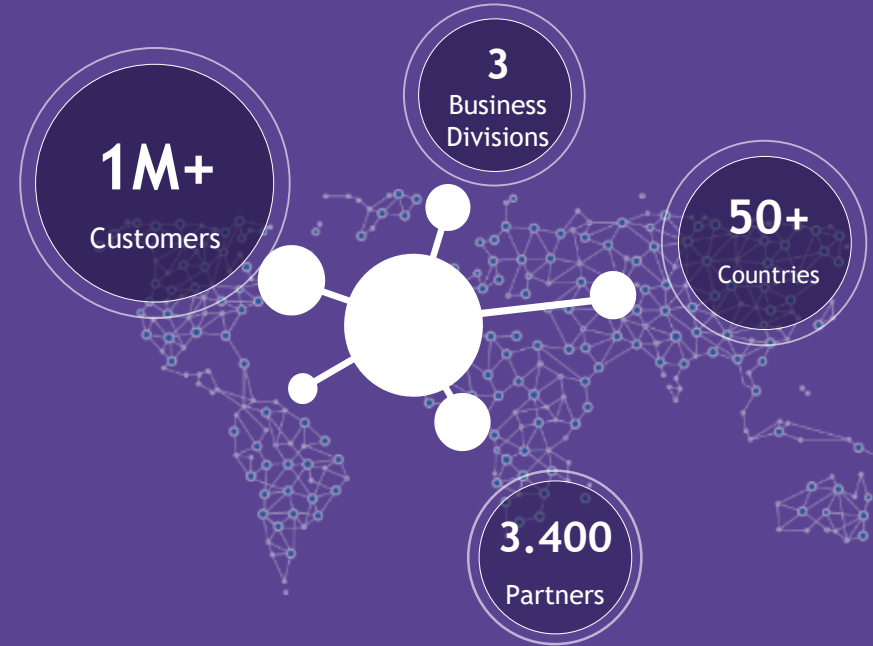 3
Business
Divisions
1M+
Customers
50+
Countries
3.400
Partners